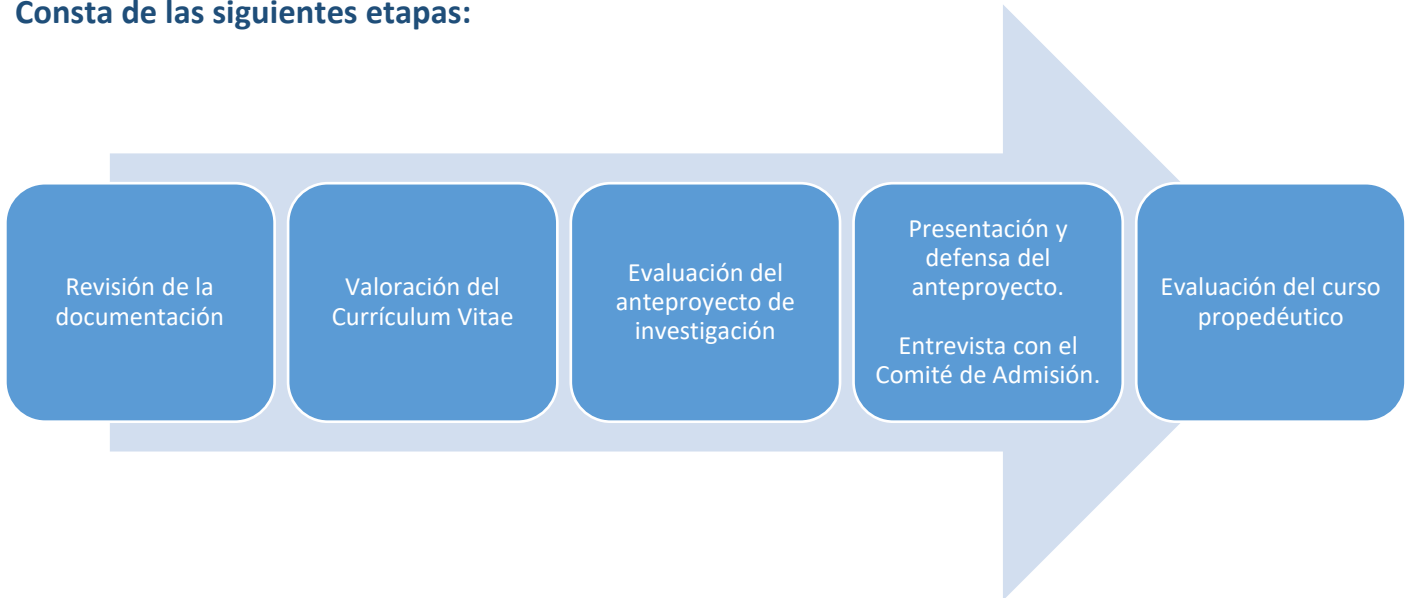 Consta de las siguientes etapas:
Revisión de la
documentación
Valoración del
Currículum Vitae
Evaluación del
anteproyecto de
investigación
Presentación y
defensa del
anteproyecto.
Entrevista con el
Comité de Admisión.
Evaluación del curso
propedéutico